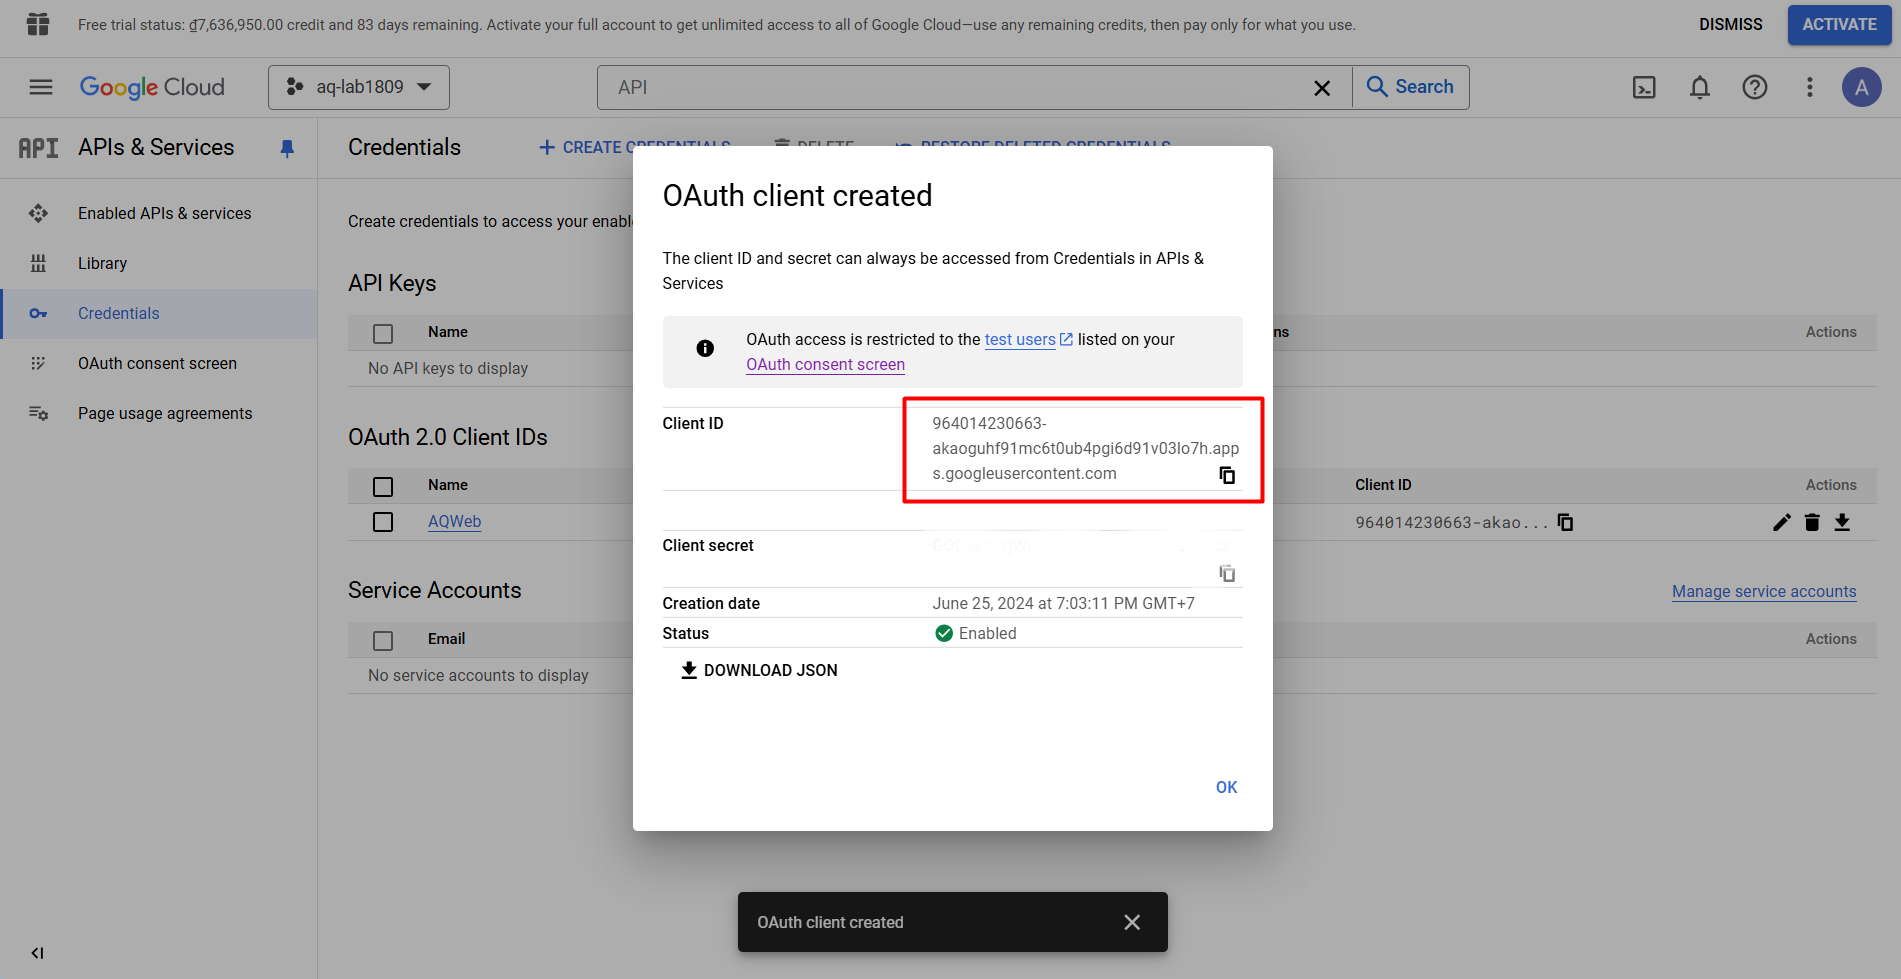 Free trial status: ₫7,636,950.00 credit and 83 days remaining. Activate your full account to get unlimited access to all of Google Cloud—use any remaining credits, then pay only for what you use.
DISMISS
ACTIVATE
Google Cloud
aq-lab1809
API
Search
A
API
APIs & Services
Enabled APIs & services
Library
Credentials
OAuth consent screen
Page usage agreements
Credentials
CREATE CREDENTIALS
DELETE
RESTORE DELETED CREDENTIALS
Create credentials to access your
API Keys
Name
Actions
No API keys to display
OAuth 2.0 Client IDs
Name
Client ID
Actions
AQWeb
964014230663-akao...
Service Accounts
Manage service accounts
Email
Actions
No service accounts to display
OAuth client created
The client ID and secret can always be accessed from Credentials in APIs &
Services
OAuth access is restricted to the test users listed on your
OAuth consent screen
Client ID
964014230663-
akaoguhf91mc6t0ub4pgi6d91v03lo7h.app
s.googleusercontent.com
Client secret
Creation date
June 25, 2024 at 7:03:11 PM GMT+7
Status
Enabled
DOWNLOAD JSON
OK
OAuth client created